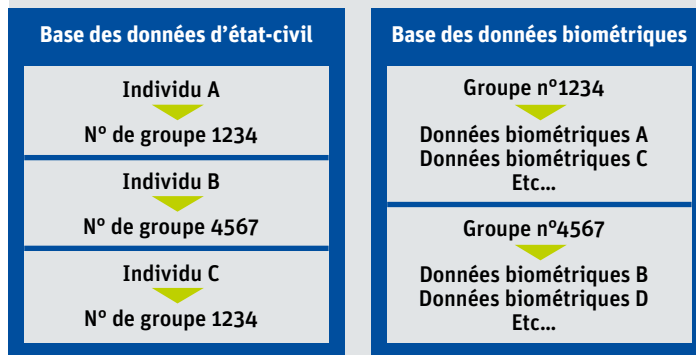 Base des données d'état-civil
Individu A
N° de groupe 1234
Individu B
N° de groupe 4567
Individu C
N° de groupe 1234
Base des données biométriques
Groupe n°1234
Données biométriques A
Données biométriques C
Etc...
Groupe n°4567
Données biométriques B
Données biométriques D
Etc...